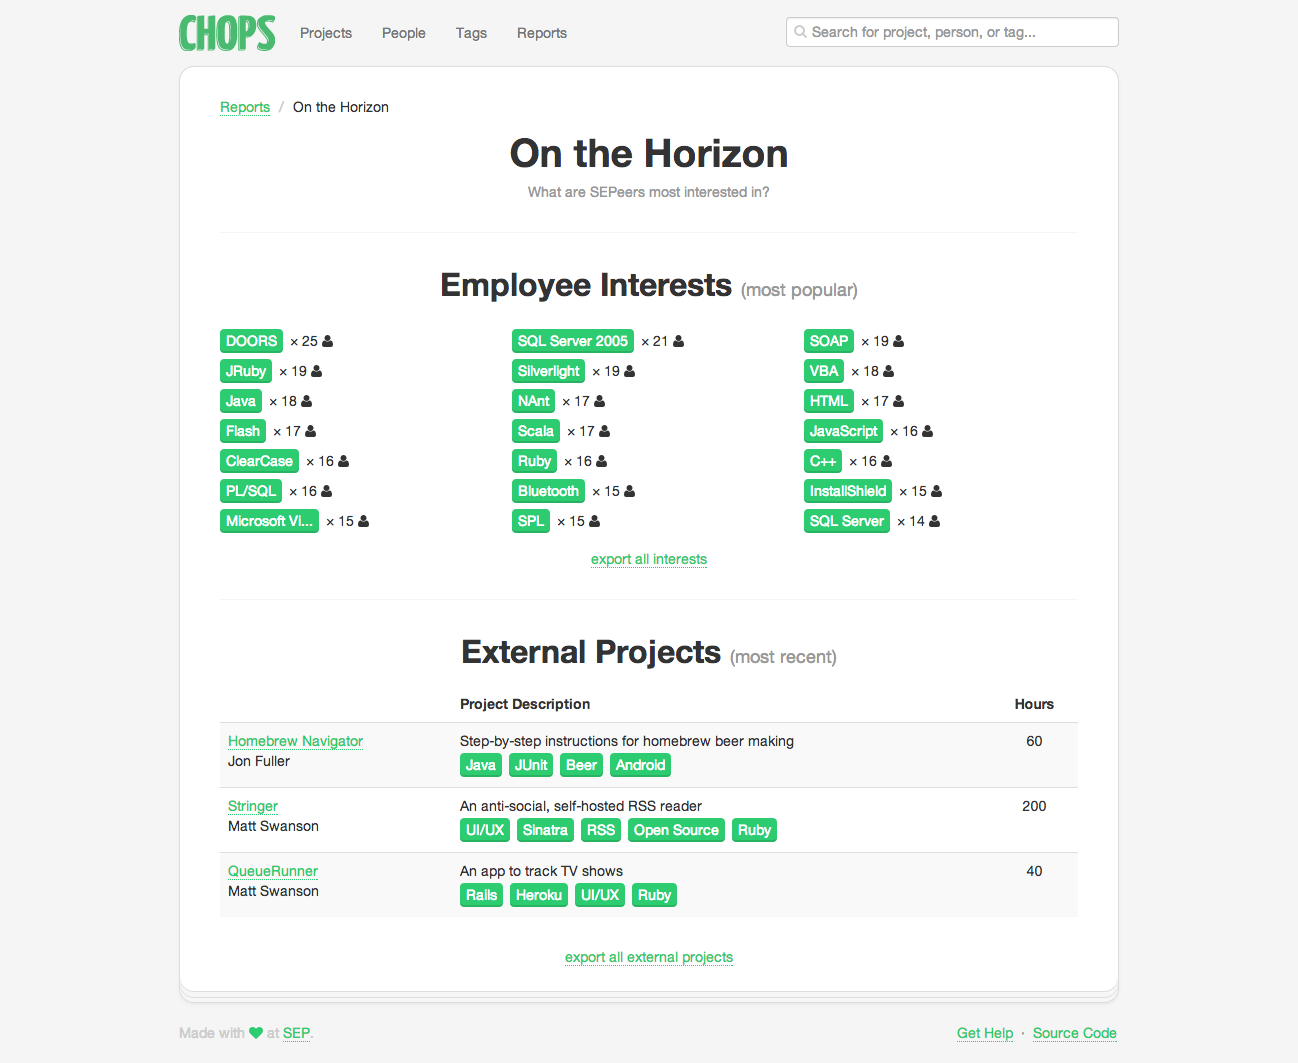 CHOPS Projects People Tags Reports Search for project, person, or tag...
Reports / On the Horizon
On the Horizon
What are SEPeers most interested in?
Employee Interests (most popular)
DOORS × 25 SQL Server 2005 × 21 SOAP × 19
JRuby × 19 Silverlight × 19 VBA × 18
Java × 18 NAnt × 17 HTML × 17
Flash × 17 Scala × 17 JavaScript × 16
ClearCase × 16 Ruby × 16 C++ × 16
PL/SQL × 16 Bluetooth × 15 InstallShield × 15
Microsoft Vi... × 15 SPL × 15 SQL Server × 14
export all interests
External Projects (most recent)
Project Description Hours
Homebrew Navigator Step-by-step instructions for homebrew beer making 60
Jon Fuller Java JUnit Beer Android
Stringer An anti-social, self-hosted RSS reader 200
Matt Swanson UI/UX Sinatra RSS Open Source Ruby
QueueRunner An app to track TV shows 40
Matt Swanson Rails Heroku UI/UX Ruby
export all external projects
Made with ♥ at SEP. Get Help · Source Code